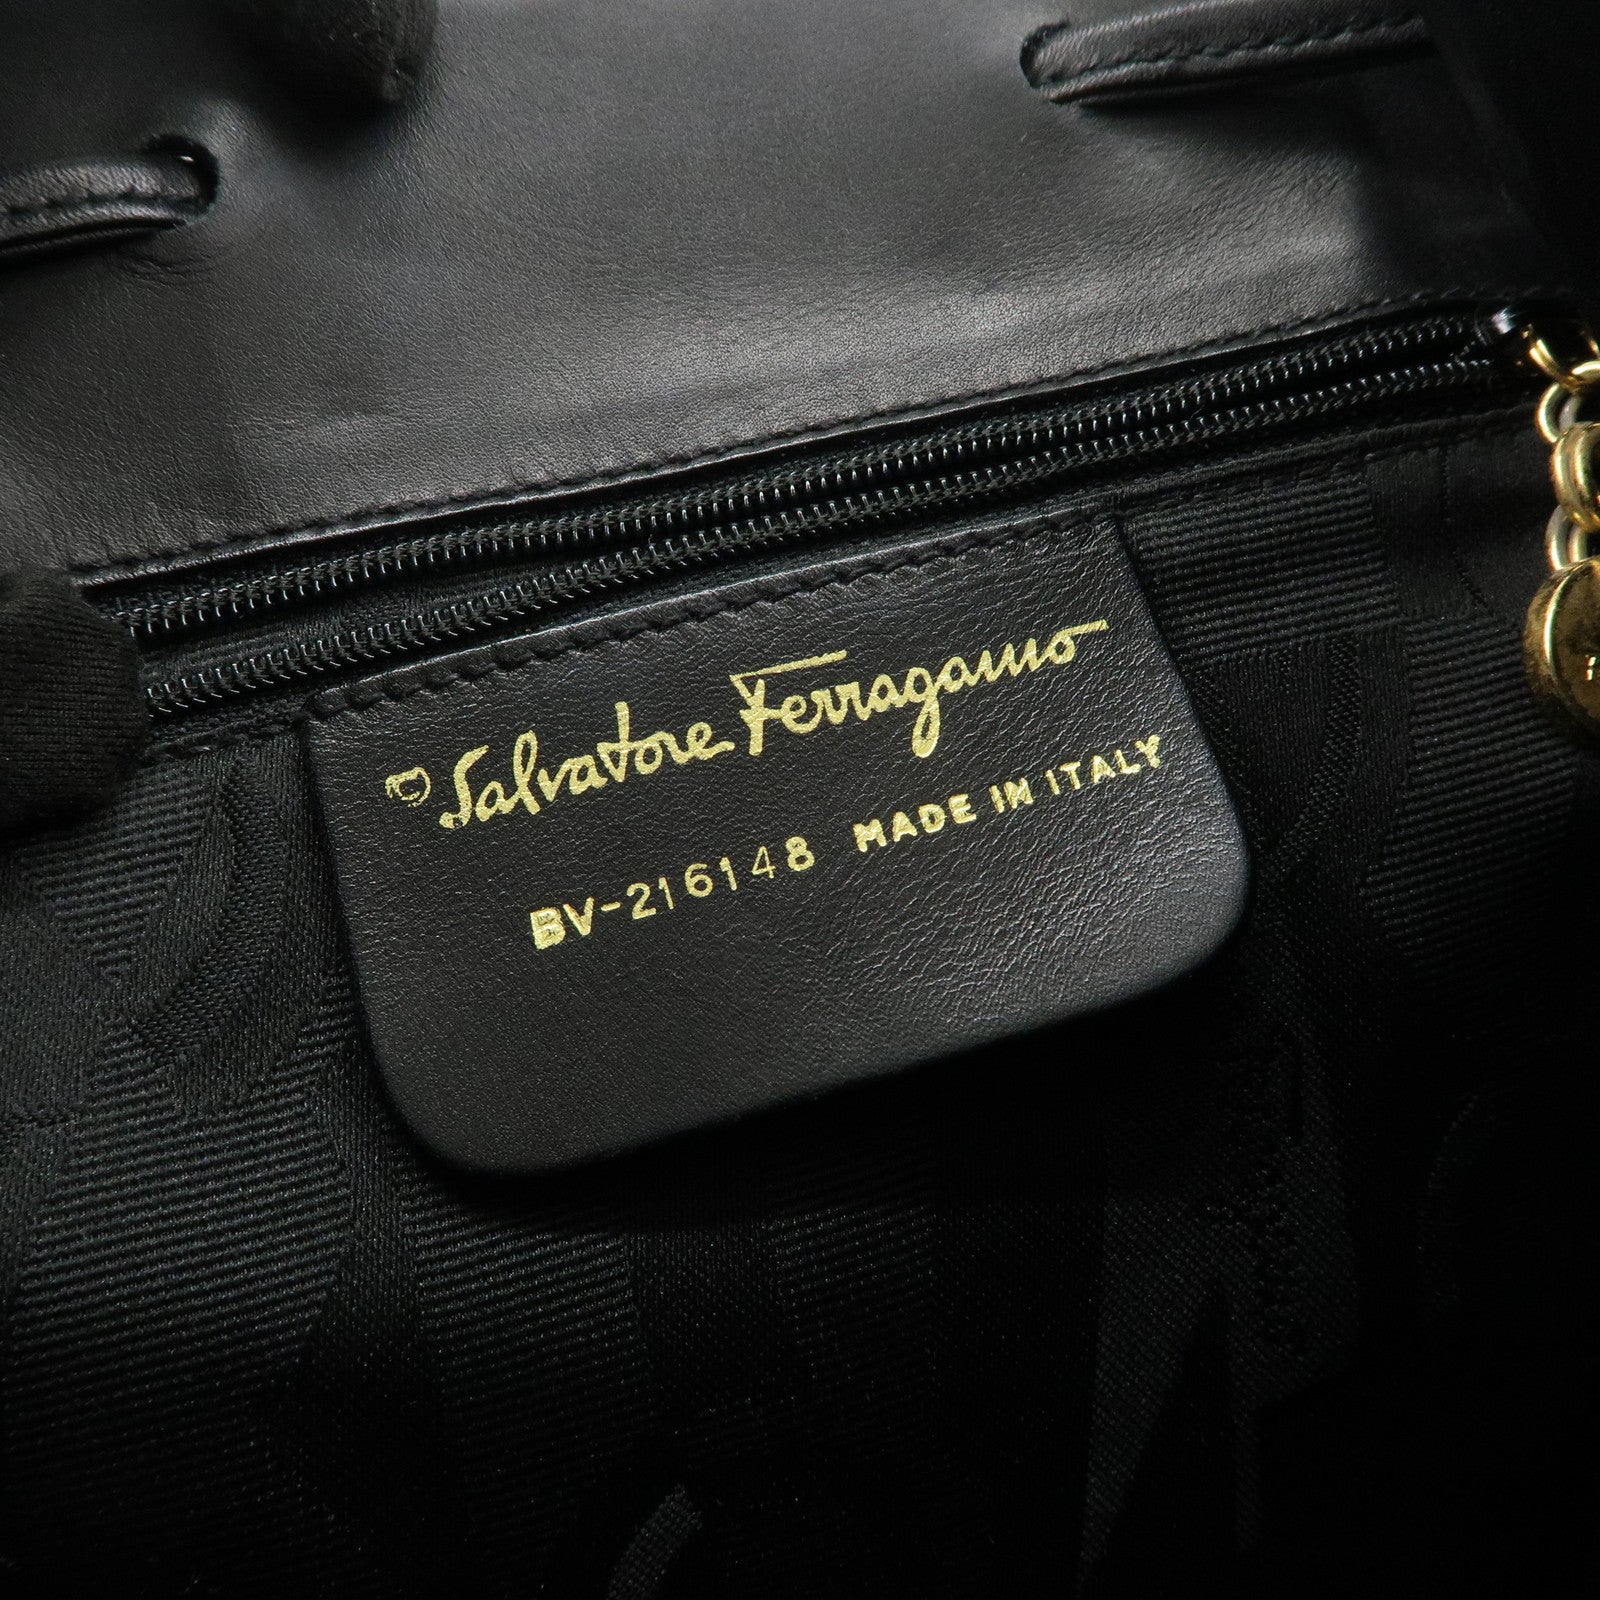 Salvatore Ferragamo
BV-216148 MADE IN ITALY